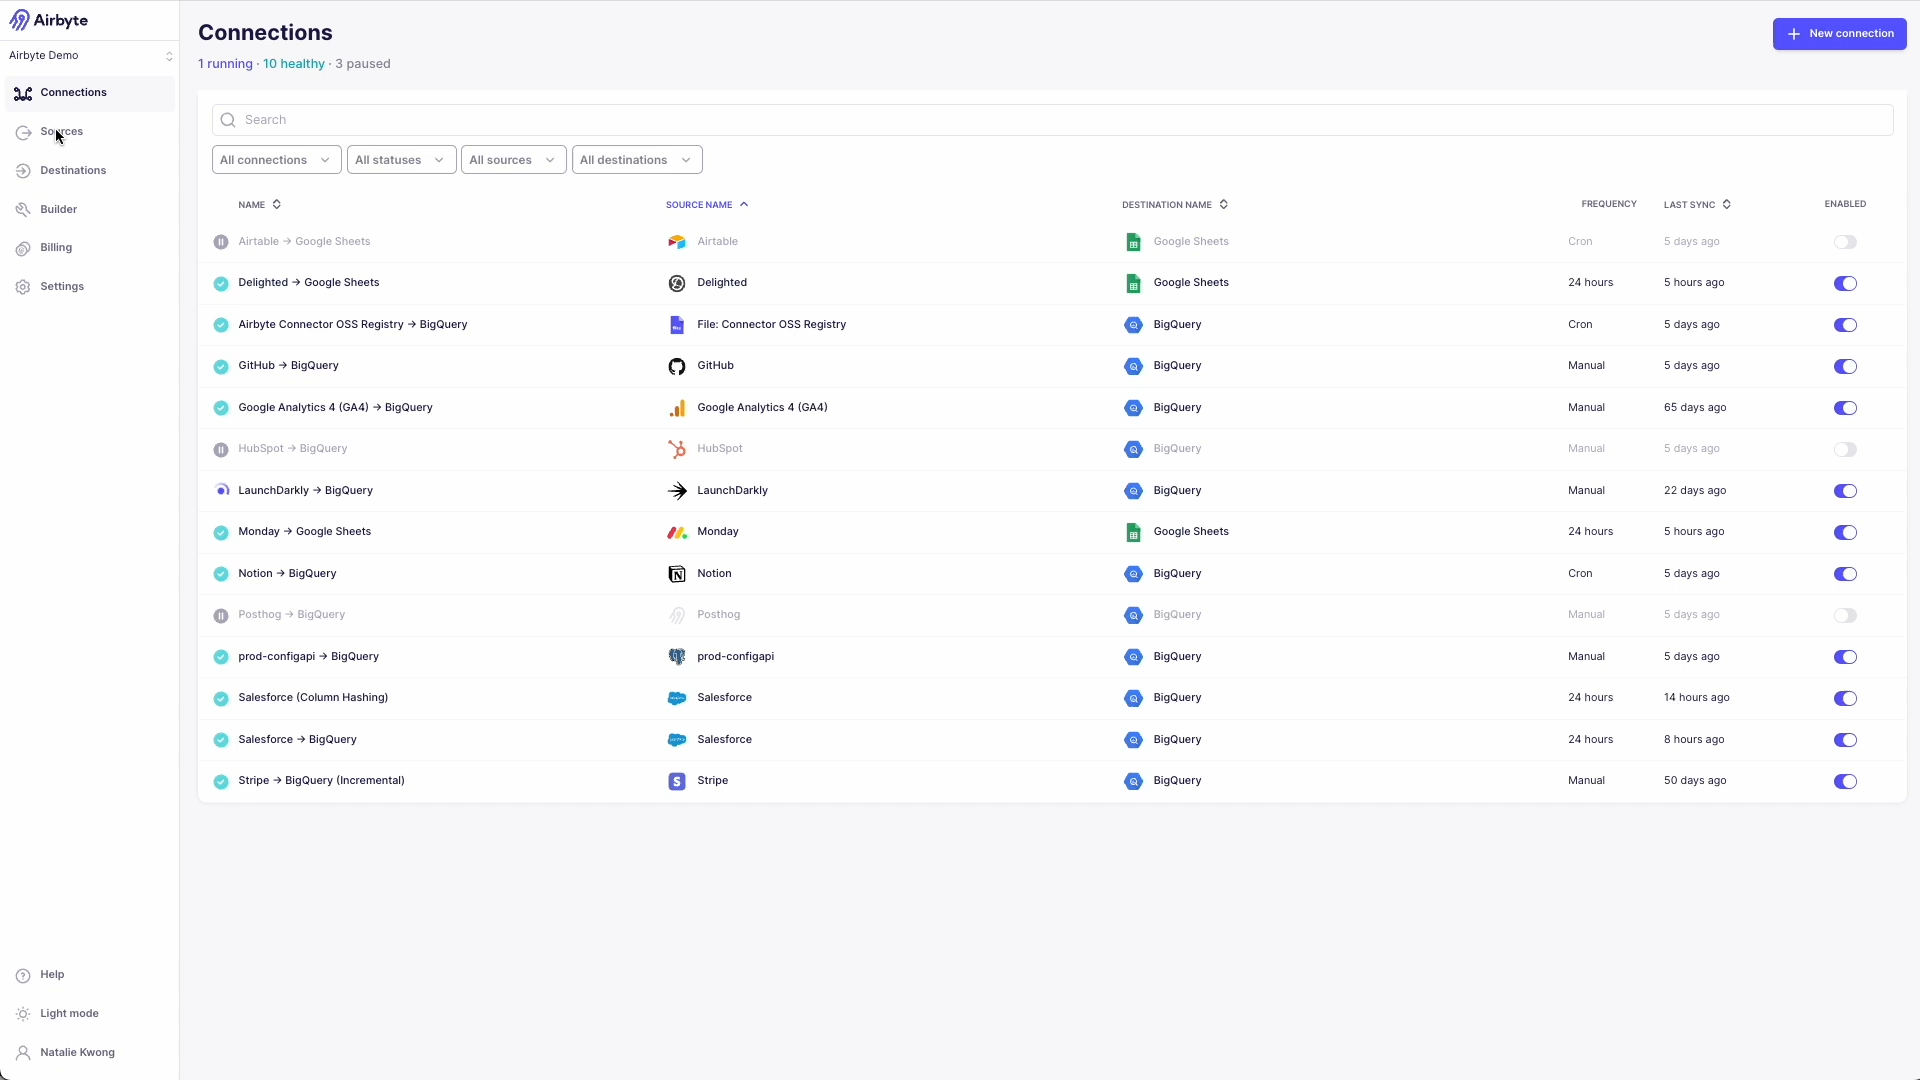 Airbyte
Airbyte Demo
Connections
Sources
Destinations
Builder
Billing
Settings
Help
Light mode
Natalie Kwong
Connections
New connection
1 running · 10 healthy · 3 paused
Search
All connections All statuses All sources All destinations
NAME SOURCE NAME DESTINATION NAME FREQUENCY LAST SYNC ENABLED
Airtable → Google Sheets Airtable Google Sheets Cron 5 days ago
Delighted → Google Sheets Delighted Google Sheets 24 hours 5 hours ago
Airbyte Connector OSS Registry → BigQuery File: Connector OSS Registry BigQuery Cron 5 days ago
GitHub → BigQuery GitHub BigQuery Manual 5 days ago
Google Analytics 4 (GA4) → BigQuery Google Analytics 4 (GA4) BigQuery Manual 65 days ago
HubSpot → BigQuery HubSpot BigQuery Manual 5 days ago
LaunchDarkly → BigQuery LaunchDarkly BigQuery Manual 22 days ago
Monday → Google Sheets Monday Google Sheets 24 hours 5 hours ago
Notion → BigQuery Notion BigQuery Cron 5 days ago
Posthog → BigQuery Posthog BigQuery Manual 5 days ago
prod-configapi → BigQuery prod-configapi BigQuery Manual 5 days ago
Salesforce (Column Hashing) Salesforce BigQuery 24 hours 14 hours ago
Salesforce → BigQuery Salesforce BigQuery 24 hours 8 hours ago
Stripe → BigQuery (Incremental) Stripe BigQuery Manual 50 days ago